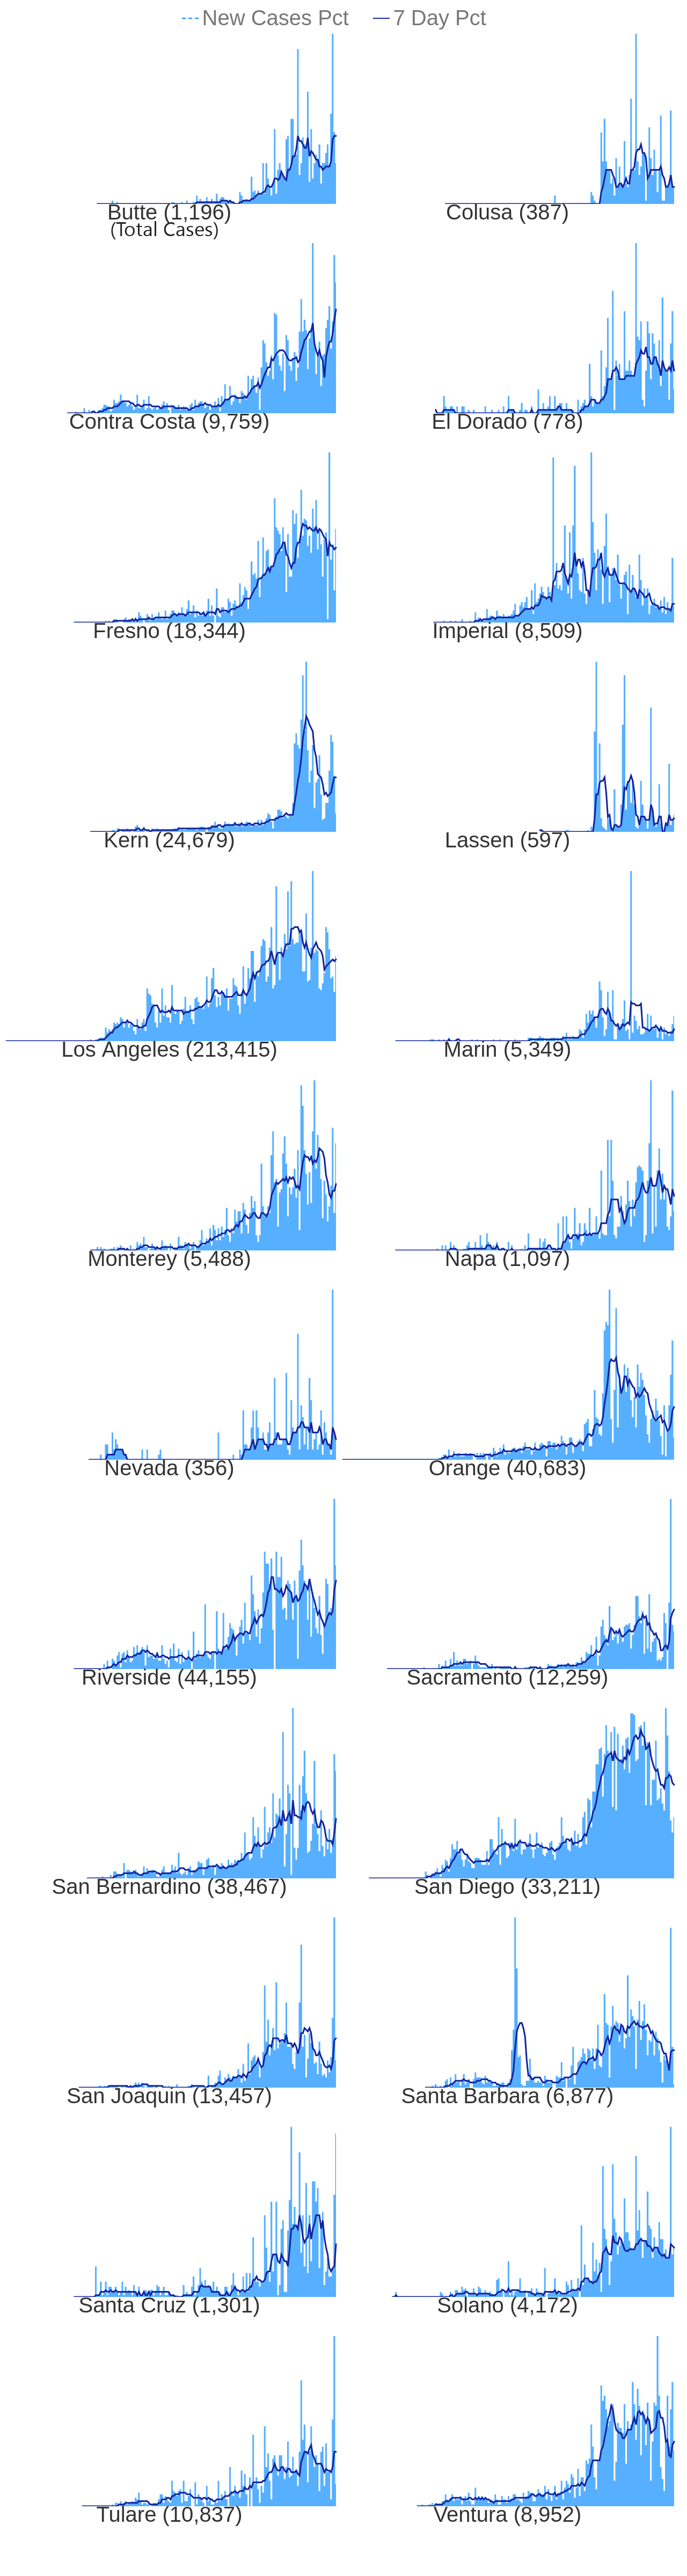 New Cases Pct 7 Day Pct
Butte (1,196) Colusa (387)
(Total Cases)
Contra Costa (9,759) El Dorado (778)
Fresno (18,344) Imperial (8,509)
Kern (24,679) Lassen (597)
Los Angeles (213,415) Marin (5,349)
Monterey (5,488) Napa (1,097)
Nevada (356) Orange (40,683)
Riverside (44,155) Sacramento (12,259)
San Bernardino (38,467) San Diego (33,211)
San Joaquin (13,457) Santa Barbara (6,877)
Santa Cruz (1,301) Solano (4,172)
Tulare (10,837) Ventura (8,952)